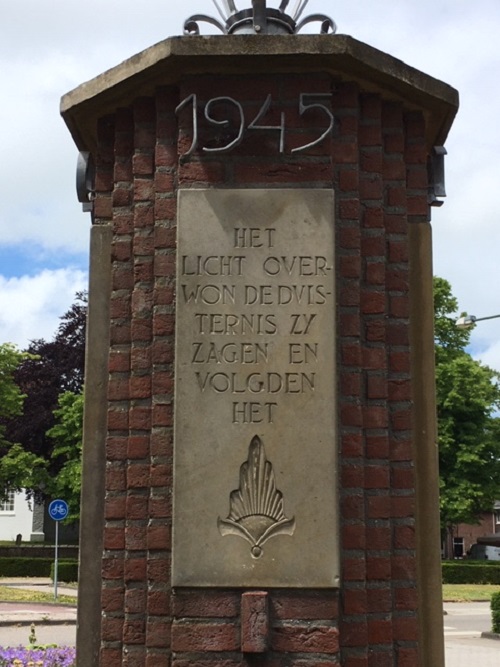 1945
HET
LICHT OVER-
WON DE DVIS-
TERNIS ZY
ZAGEN EN
VOLGDEN
HET